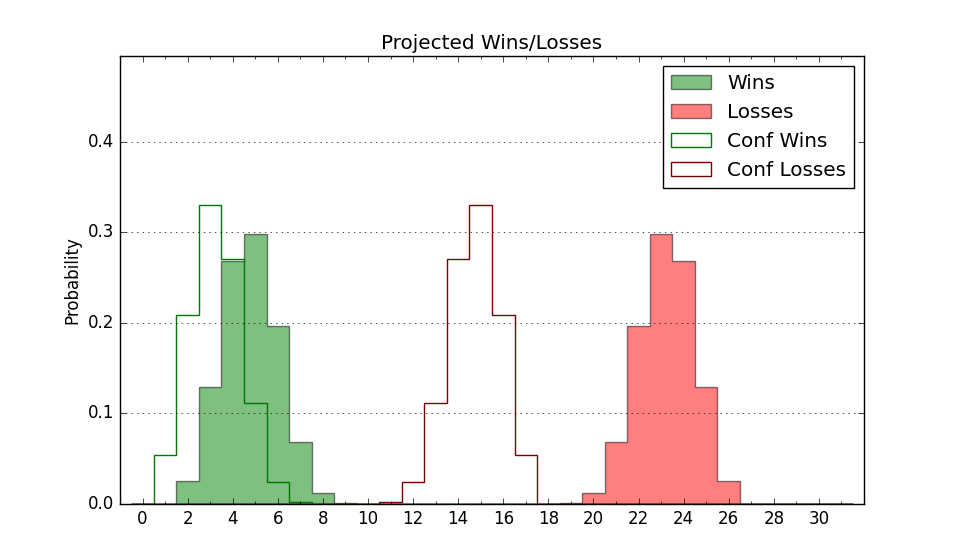 Projected Wins/Losses
Wins
Losses
Conf Wins
Conf Losses
Probability
0.4
0.3
0.2
0.1
0.0
0 2 4 6 8 10 12 14 16 18 20 22 24 26 28 30